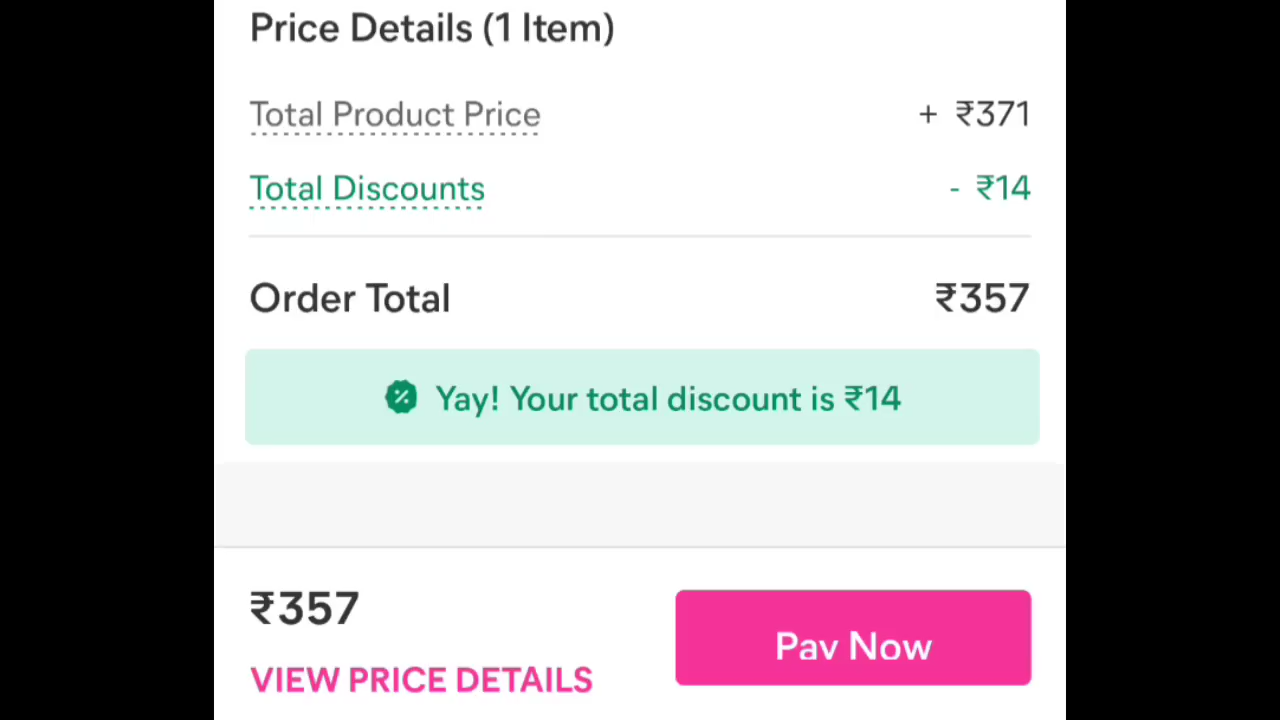 Price Details (1 Item)
Total Product Price + ₹371
Total Discounts - ₹14
Order Total ₹357
Yay! Your total discount is ₹14
₹357
Pay Now
VIEW PRICE DETAILS